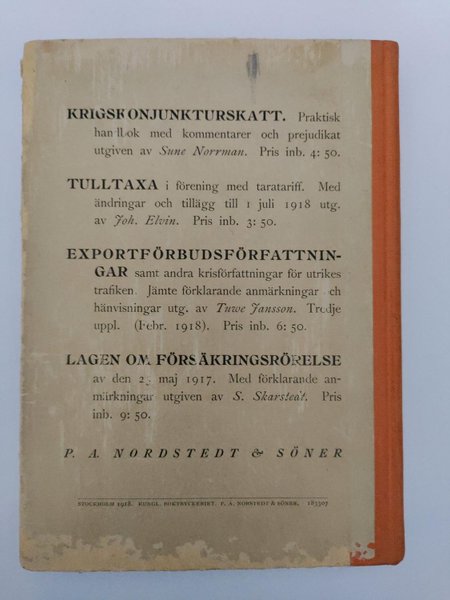 KRIGSKONJUNKTURSKATT. Praktisk
handbok med kommentarer och prejudikat
utgiven av Sune Norrman. Pris inb. 4: 50.
TULLTAXA i förening med taratariff. Med
ändringar och tillägg till 1 juli 1918 utg.
av Joh. Elvin. Pris inb. 3: 50.
EXPORTFÖRBUDSFÖRFATTNIN-
GAR samt andra krisförfattningar för utrikes
trafiken. Jämte förklarande anmärkningar och
hänvisningar utg. av Tuwe Jansson. Tredje
uppl. (Febr. 1918). Pris inb. 6: 50.
LAGEN OM FÖRSÄKRINGSRÖRELSE
av den 25 maj 1917. Med förklarande an-
märkningar utgiven av S. Skarstedt. Pris
inb. 9: 50.
P. A. NORDSTEDT & SÖNER
STOCKHOLM 1918. KUNGL. BOKTRYCKERIET. P. A. NORSTEDT & SÖNER. 183307